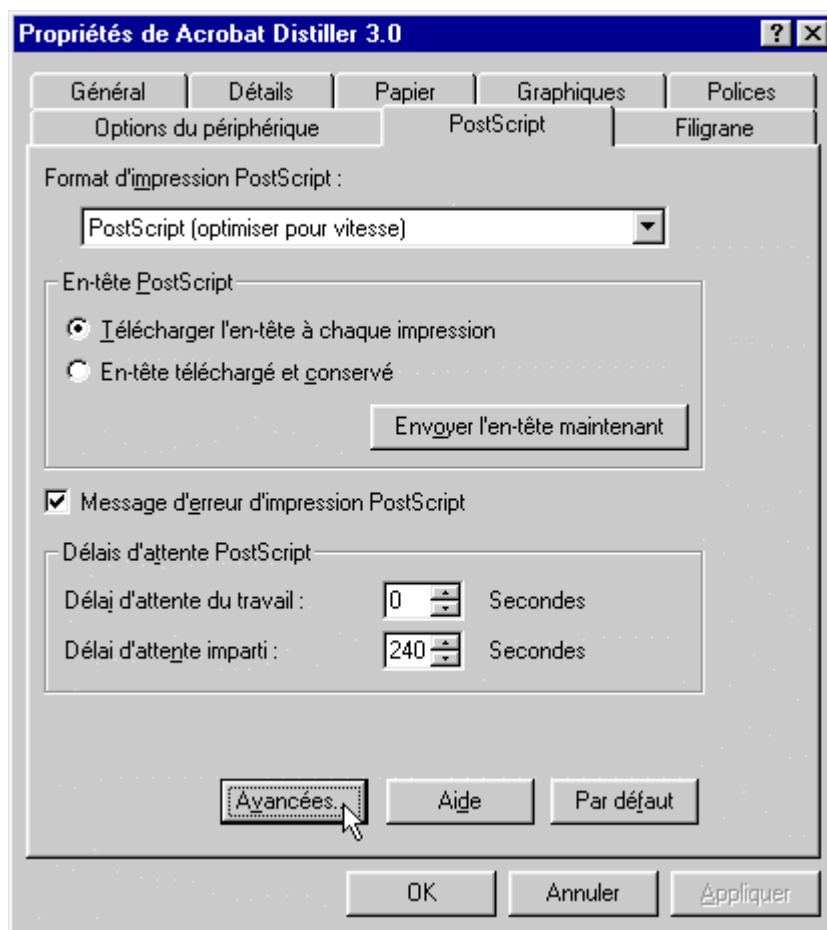 Propriétés de Acrobat Distiller 3.0
Général Détails Papier Graphiques Polices
Options du périphérique PostScript Filigrane
Format d'impression PostScript :
PostScript (optimiser pour vitesse)
En-tête PostScript
Télécharger l'en-tête à chaque impression
En-tête téléchargé et conservé
Envoyer l'en-tête maintenant
Message d'erreur d'impression PostScript
Délais d'attente PostScript
Délai d'attente du travail : 0 Secondes
Délai d'attente imparti : 240 Secondes
Avancées... Aide Par défaut
OK Annuler Appliquer